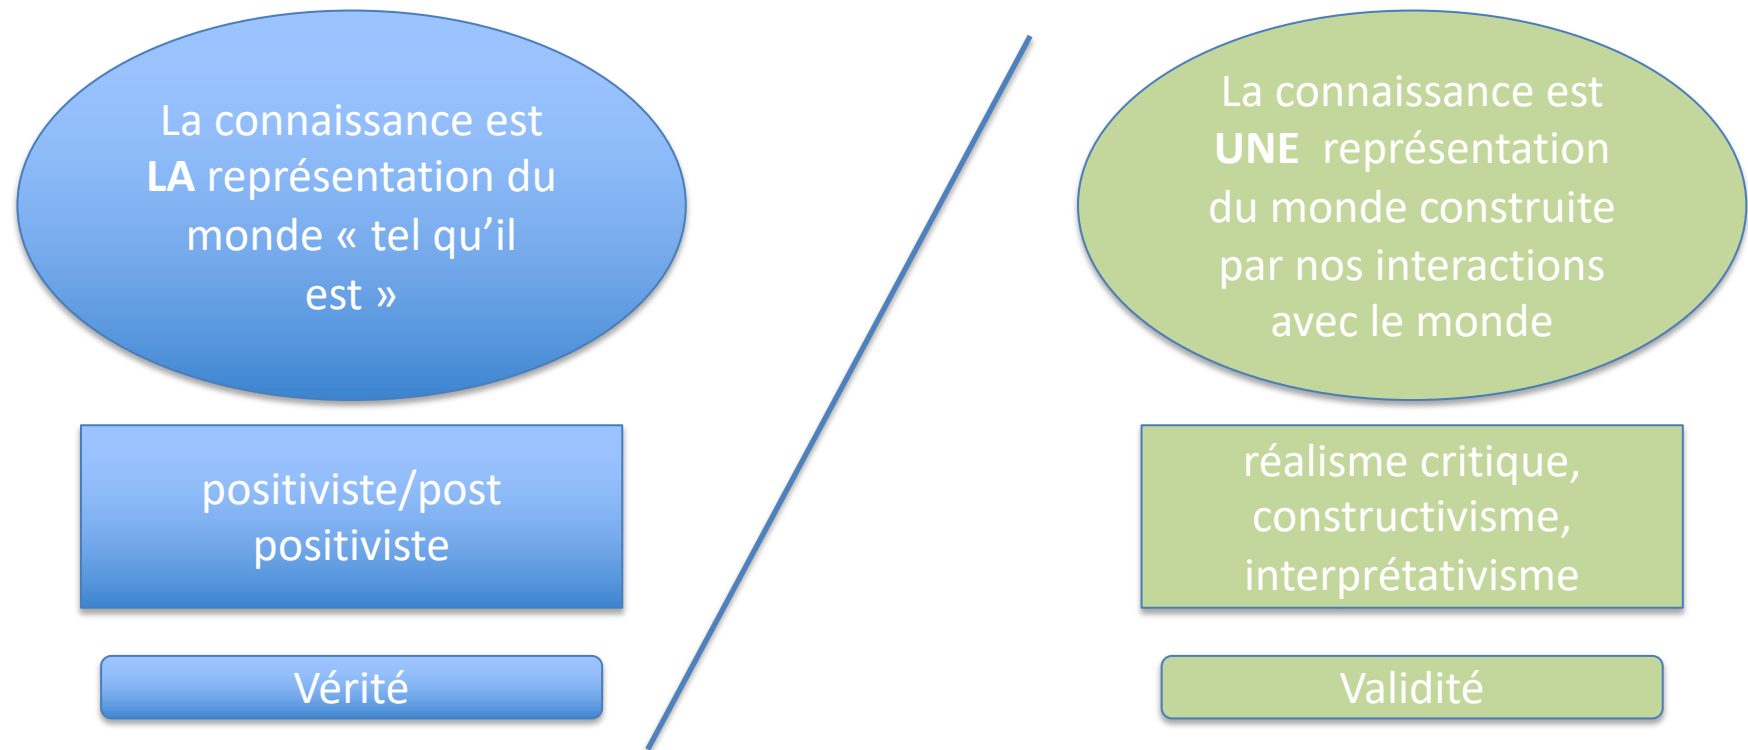 La connaissance est
LA représentation du
monde « tel qu’il
est »
positiviste/post
positiviste
Vérité
La connaissance est
UNE représentation
du monde construite
par nos interactions
avec le monde
réalisme critique,
constructivisme,
interprétativisme
Validité